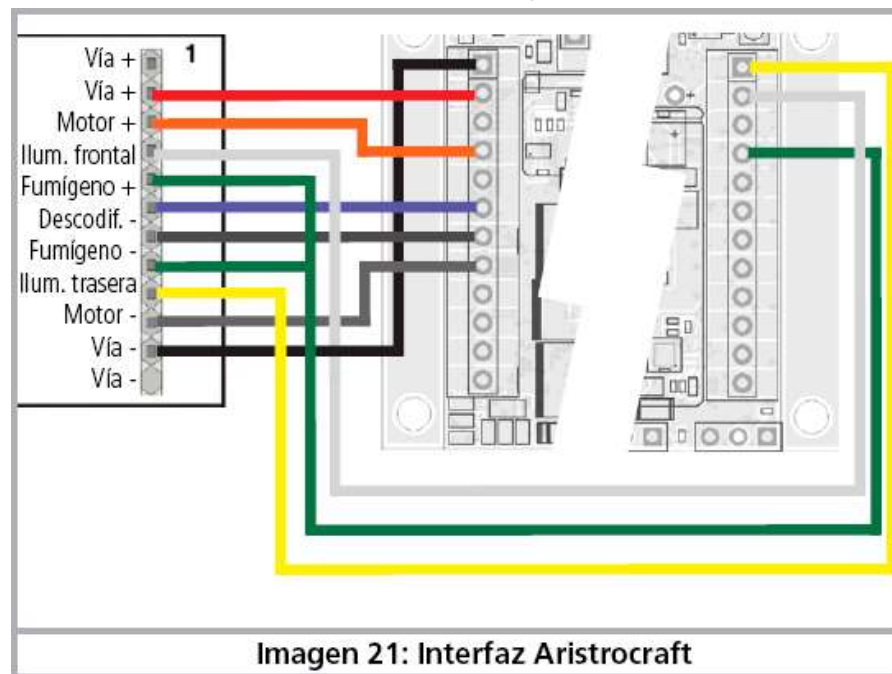 1
Vía +
Vía +
Motor +
Ilum. frontal
Fumígeno +
Descodif. -
Fumígeno -
Ilum. trasera
Motor -
Vía -
Vía -
+
+
Imagen 21: Interfaz Aristrocraft